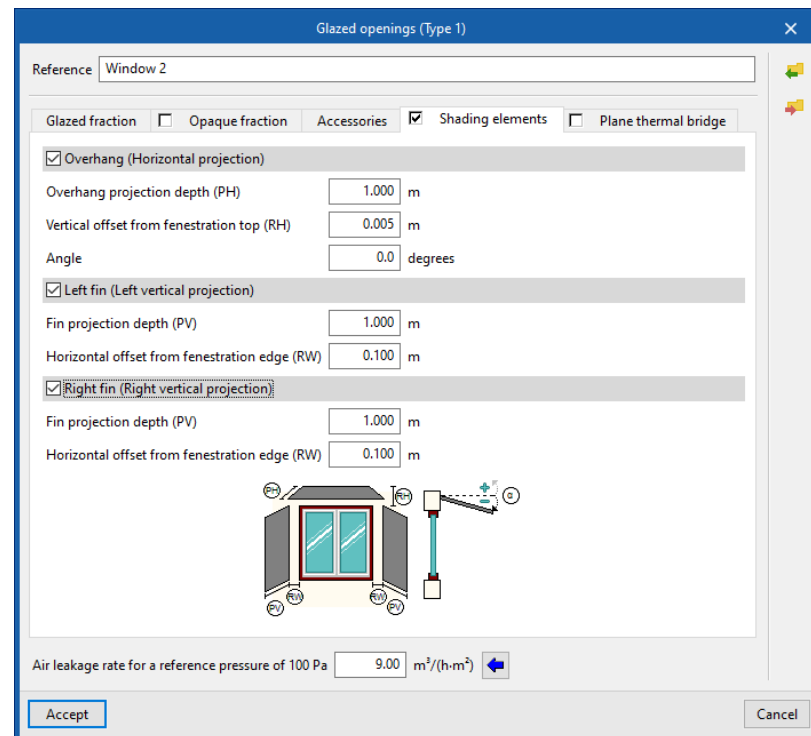 Glazed openings (Type 1)
Reference Window 2
Glazed fraction Opaque fraction Accessories Shading elements Plane thermal bridge
Overhang (Horizontal projection)
Overhang projection depth (PH) 1.000 m
Vertical offset from fenestration top (RH) 0.005 m
Angle 0.0 degrees
Left fin (Left vertical projection)
Fin projection depth (PV) 1.000 m
Horizontal offset from fenestration edge (RW) 0.100 m
Right fin (Right vertical projection)
Fin projection depth (PV) 1.000 m
Horizontal offset from fenestration edge (RW) 0.100 m
PH RH + α
−
RW RW
PV PV
Air leakage rate for a reference pressure of 100 Pa 9.00 m³/(h·m²)
Accept Cancel